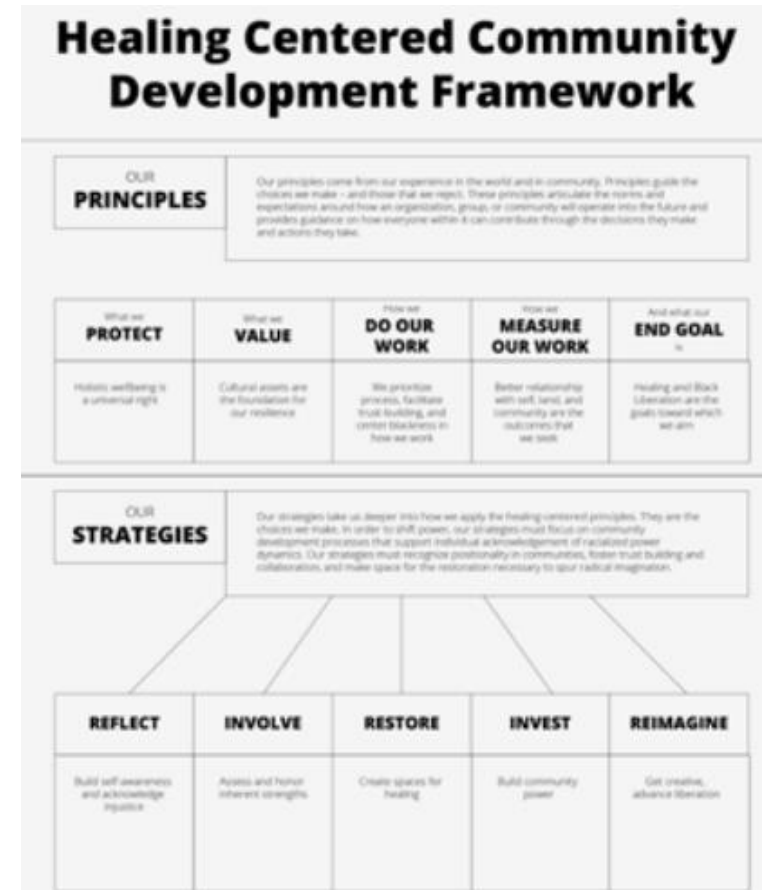 Healing Centered Community
Development Framework
OUR
PRINCIPLES
Our principles come from our experience in the world and in community. Principles guide the
choices we make – and those that we reject. These principles articulate the norms and
expectations around how an organization, group, or community will operate into the future and
provides guidance on how everyone within it can contribute through the decisions they make
and actions they take.
What we
PROTECT
Holistic wellbeing is
a universal right
What we
VALUE
Cultural assets are
the foundation for
our resilience
How we
DO OUR
WORK
We prioritize
process, facilitate
trust-building, and
center blackness in
how we work
How we
MEASURE
OUR WORK
Better relationship
with self, land, and
community are the
outcomes that
we seek
And what our
END GOAL
is
Healing and Black
Liberation are the
goals toward which
we aim
OUR
STRATEGIES
Our strategies take us deeper into how we apply the healing-centered principles. They are the
choices we make. In order to shift power, our strategies must focus on community
development processes that support individual acknowledgement of racialized power
dynamics. Our strategies must recognize positionality in communities, foster trust building and
collaboration, and make space for the restoration necessary to spur radical imagination.
REFLECT
Build self-awareness
and acknowledge
injustice
INVOLVE
Assess and honor
inherent strengths
RESTORE
Create spaces for
healing
INVEST
Build community
power
REIMAGINE
Get creative,
advance liberation